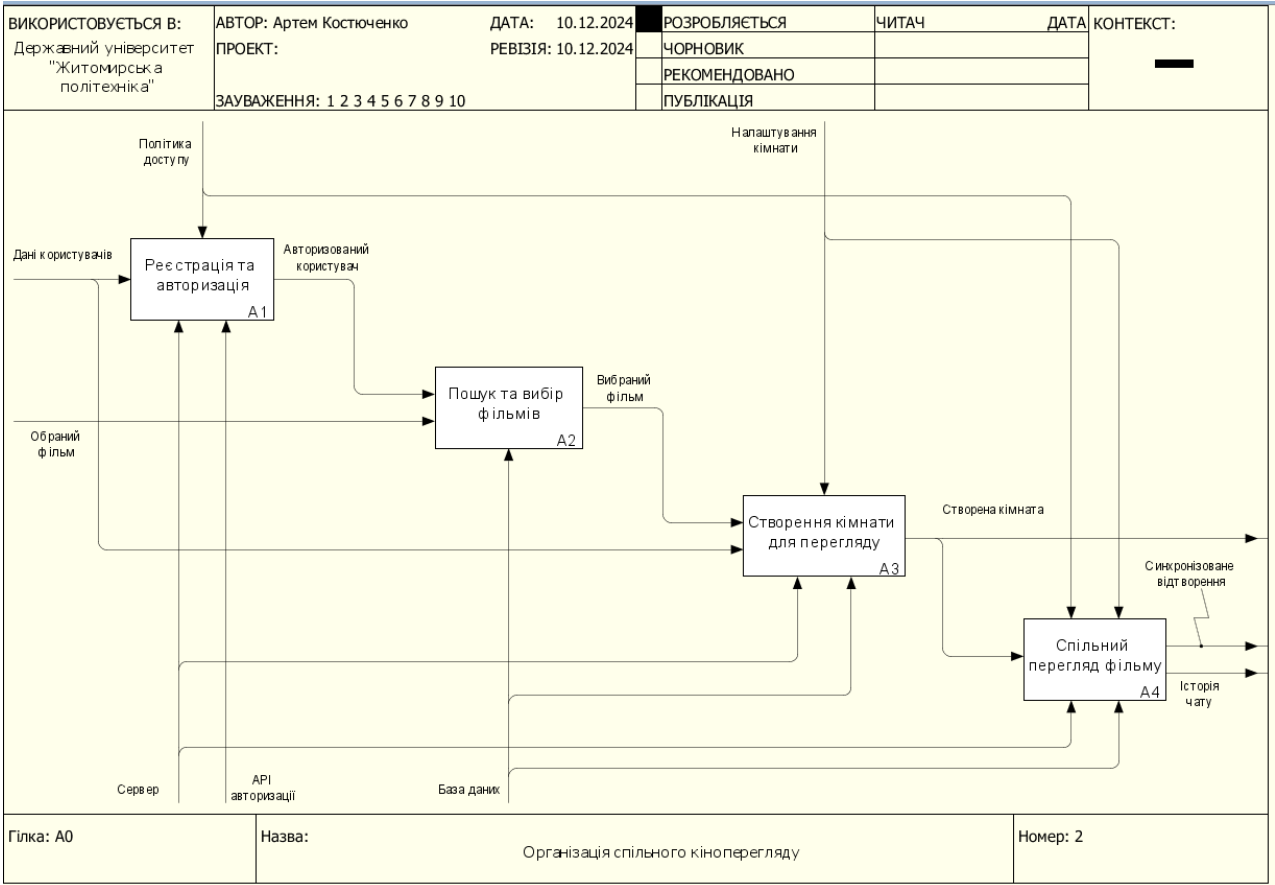 ВИКОРИСТОВУЄТЬСЯ В:
Державний університет
"Житомирська
політехніка"
АВТОР: Артем Костюченко
ДАТА: 10.12.2024
ПРОЕКТ:
РЕВІЗІЯ: 10.12.2024
ЗАУВАЖЕННЯ: 1 2 3 4 5 6 7 8 9 10
РОЗРОБЛЯЄТЬСЯ
ЧОРНОВИК
РЕКОМЕНДОВАНО
ПУБЛІКАЦІЯ
ЧИТАЧ
ДАТА
КОНТЕКСТ:
Політика
доступу
Налаштування
кімнати
Дані користувачів
Реєстрація та
авторизація
A1
Авторизований
користувач
Пошук та вибір
фільмів
A2
Вибраний
фільм
Обраний
фільм
Створення кімнати
для перегляду
A3
Створена кімната
Синхронізоване
відтворення
Спільний
перегляд фільму
A4
Історія
чату
Сервер
API
авторизації
База даних
Гілка: A0
Назва:
Організація спільного кіноперегляду
Номер: 2